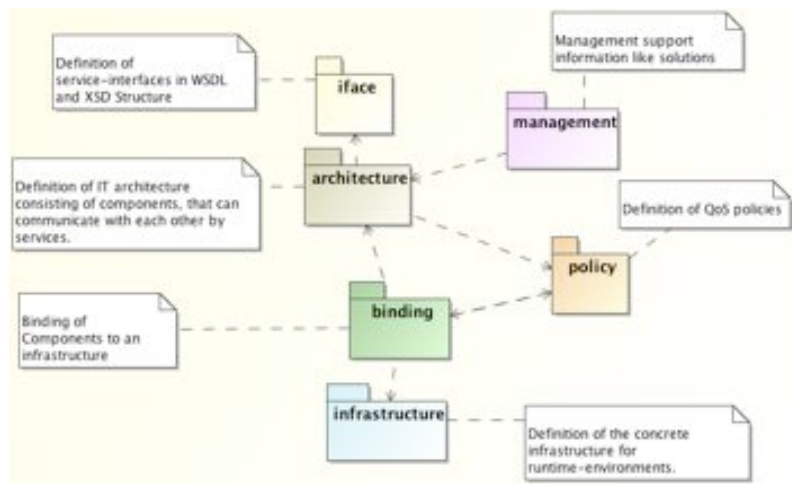 Definition of
service-interfaces in WSDL
and XSD Structure
iface
Management support
information like solutions
management
Definition of IT architecture
consisting of components, that can
communicate with each other by
services.
architecture
Definition of QoS policies
policy
Binding of
Components to an
infrastructure
binding
infrastructure
Definition of the concrete
infrastructure for
runtime-environments.